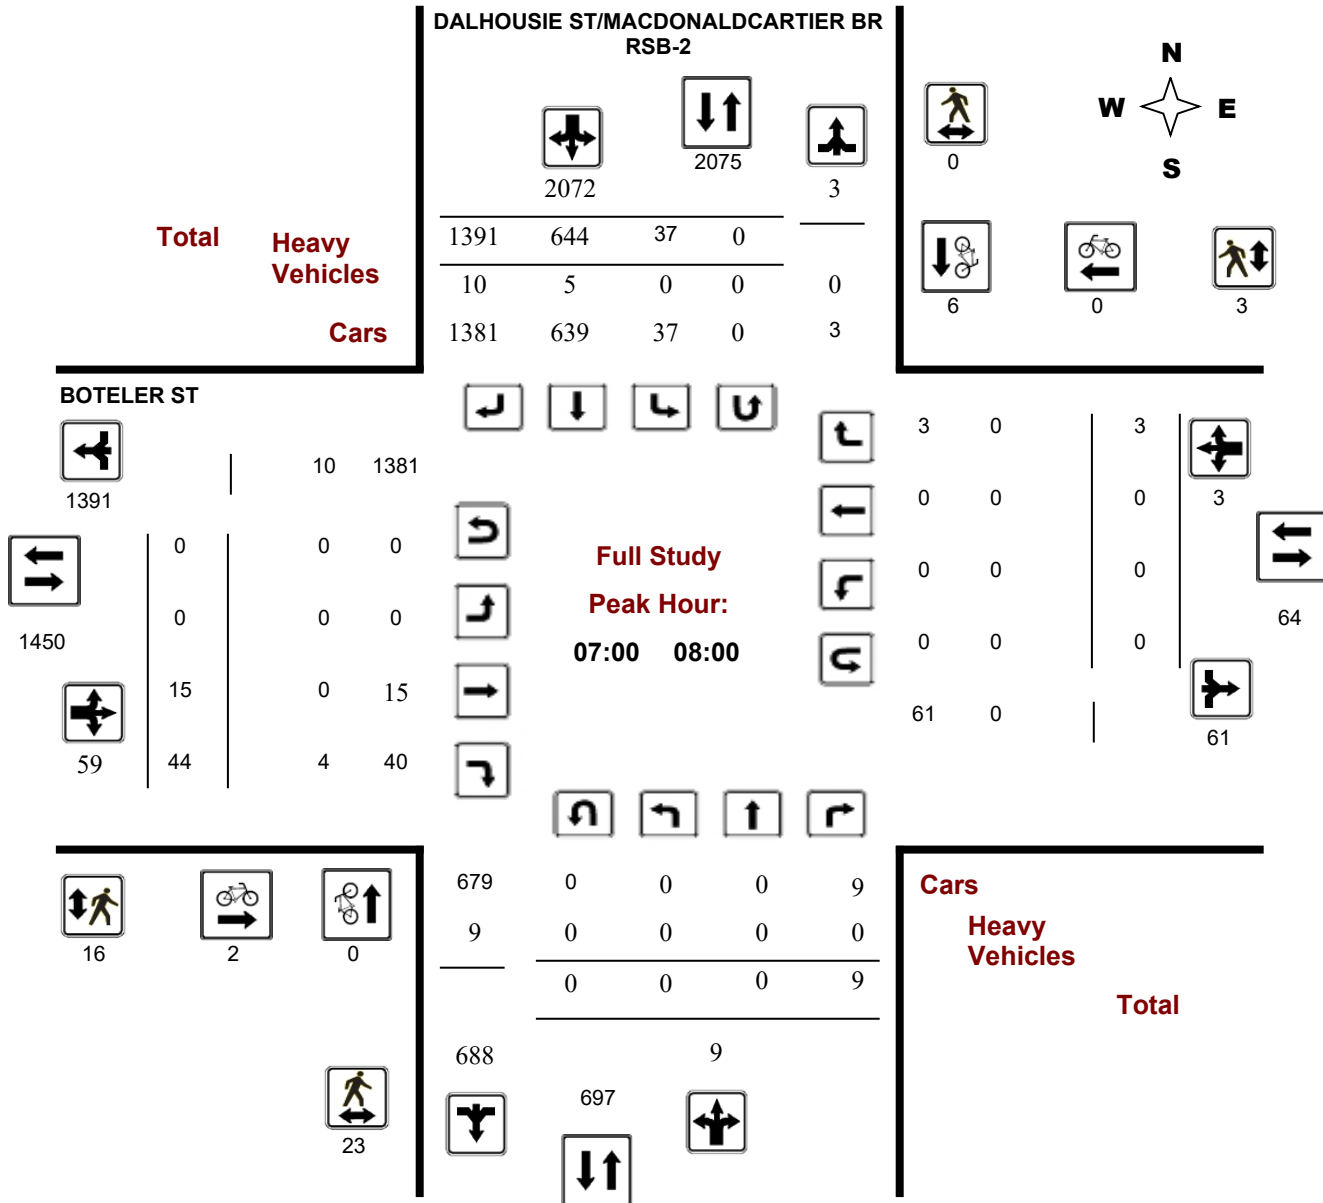 DALHOUSIE ST/MACDONALDCARTIER BR
RSB-2
N
W E
S
2075
0
2072 3
Total Heavy Vehicles
1391 644 37 0
10 5 0 0 0
6 0 3
Cars
1381 639 37 0 3
BOTELER ST
3 0 3
10 1381
1391
0 0 0 3
0 0 0
Full Study
0 0 0
0 0 0
Peak Hour:
64
1450
07:00 08:00
0 0 0
15 0 15
61 0
61
59 44 4 40
679 0 0 0 9
Cars
9 0 0 0 0
Heavy Vehicles
16 2 0
0 0 0 9
Total
688 9
697
23